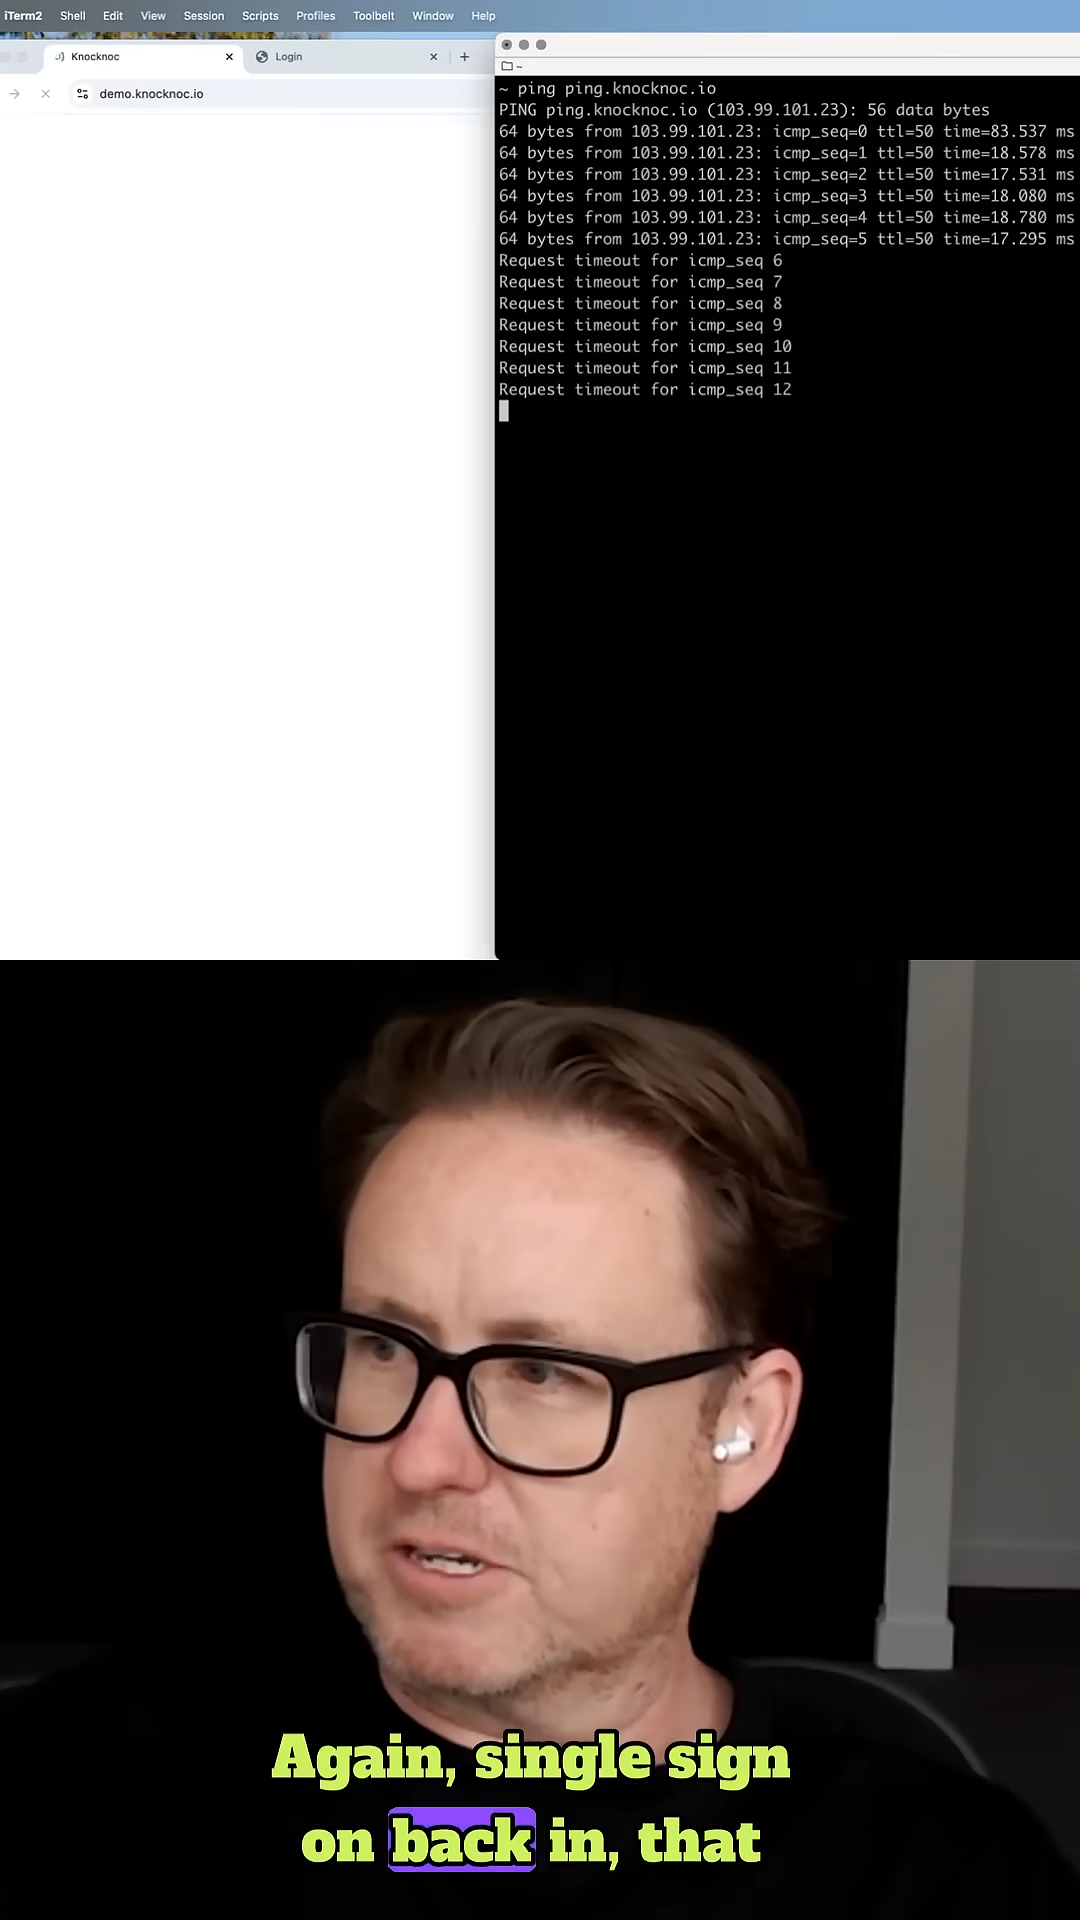 iTerm2 Shell Edit View Session Scripts Profiles Toolbelt Window Help
Knocknoc
Login
demo.knocknoc.io
~
~ ping ping.knocknoc.io
PING ping.knocknoc.io (103.99.101.23): 56 data bytes
64 bytes from 103.99.101.23: icmp_seq=0 ttl=50 time=83.537 ms
64 bytes from 103.99.101.23: icmp_seq=1 ttl=50 time=18.578 ms
64 bytes from 103.99.101.23: icmp_seq=2 ttl=50 time=17.531 ms
64 bytes from 103.99.101.23: icmp_seq=3 ttl=50 time=18.080 ms
64 bytes from 103.99.101.23: icmp_seq=4 ttl=50 time=18.780 ms
64 bytes from 103.99.101.23: icmp_seq=5 ttl=50 time=17.295 ms
Request timeout for icmp_seq 6
Request timeout for icmp_seq 7
Request timeout for icmp_seq 8
Request timeout for icmp_seq 9
Request timeout for icmp_seq 10
Request timeout for icmp_seq 11
Request timeout for icmp_seq 12
Again, single sign
on back in, that